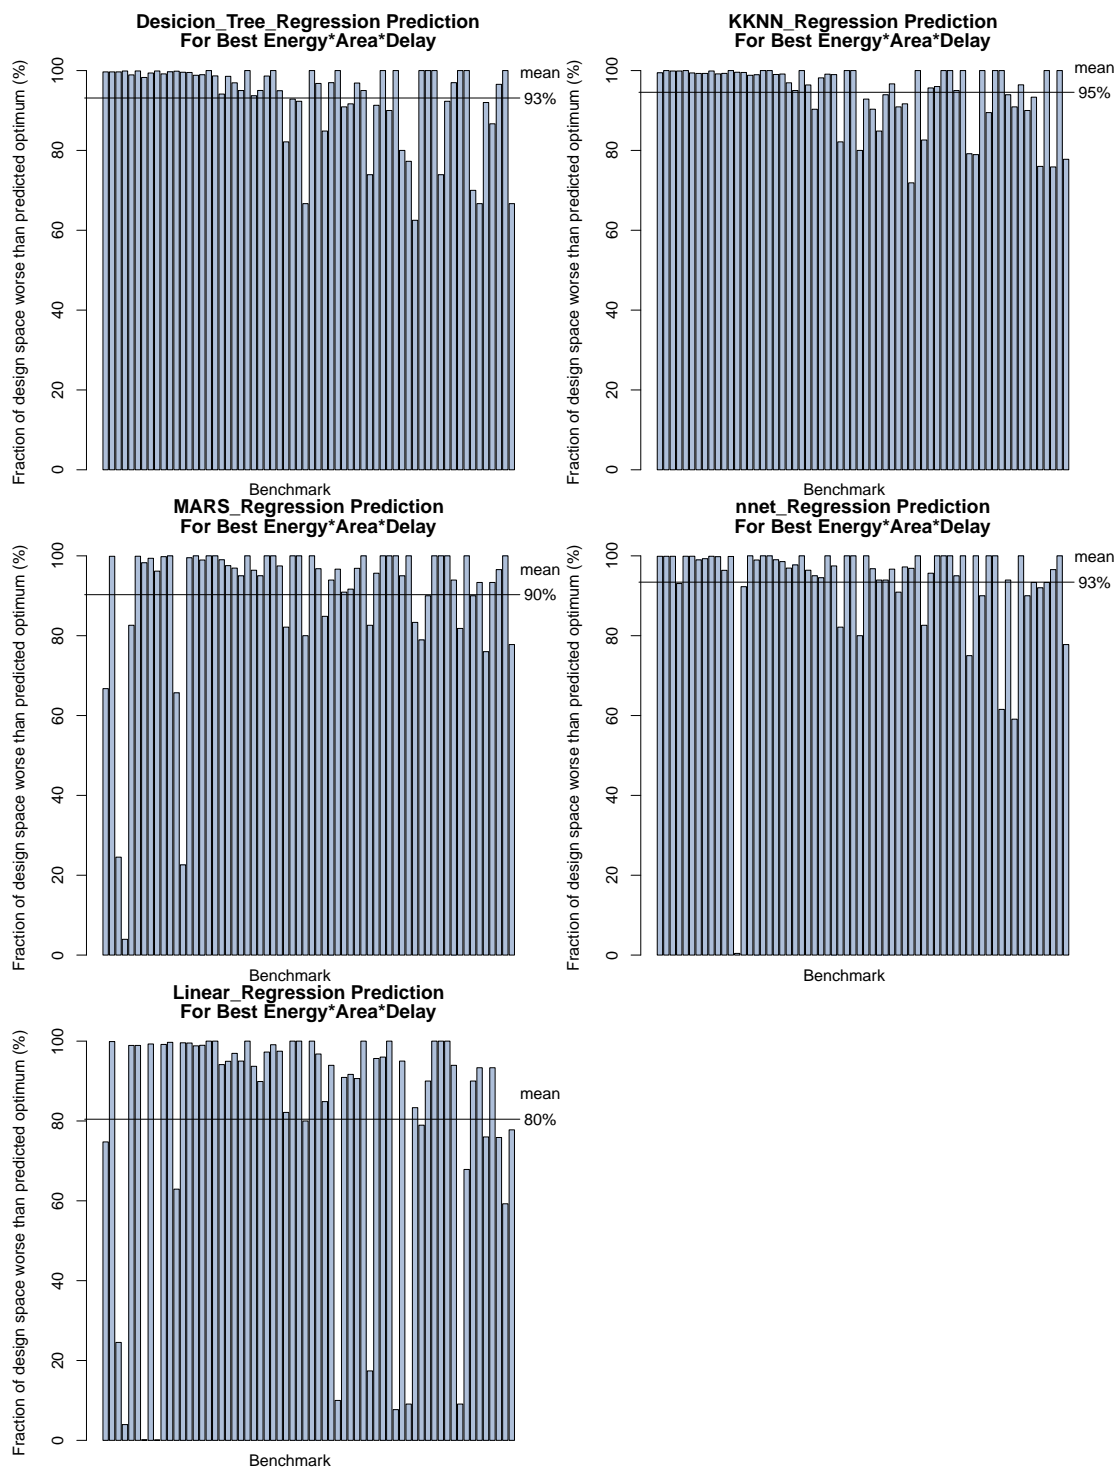 Desicion_Tree_Regression Prediction
For Best Energy*Area*Delay
Fraction of design space worse than predicted optimum (%)
100
80
60
40
20
0
mean
93%
Benchmark
KKNN_Regression Prediction
For Best Energy*Area*Delay
Fraction of design space worse than predicted optimum (%)
100
80
60
40
20
0
mean
95%
Benchmark
MARS_Regression Prediction
For Best Energy*Area*Delay
Fraction of design space worse than predicted optimum (%)
100
80
60
40
20
0
mean
90%
Benchmark
nnet_Regression Prediction
For Best Energy*Area*Delay
Fraction of design space worse than predicted optimum (%)
100
80
60
40
20
0
mean
93%
Benchmark
Linear_Regression Prediction
For Best Energy*Area*Delay
Fraction of design space worse than predicted optimum (%)
100
80
60
40
20
0
mean
80%
Benchmark